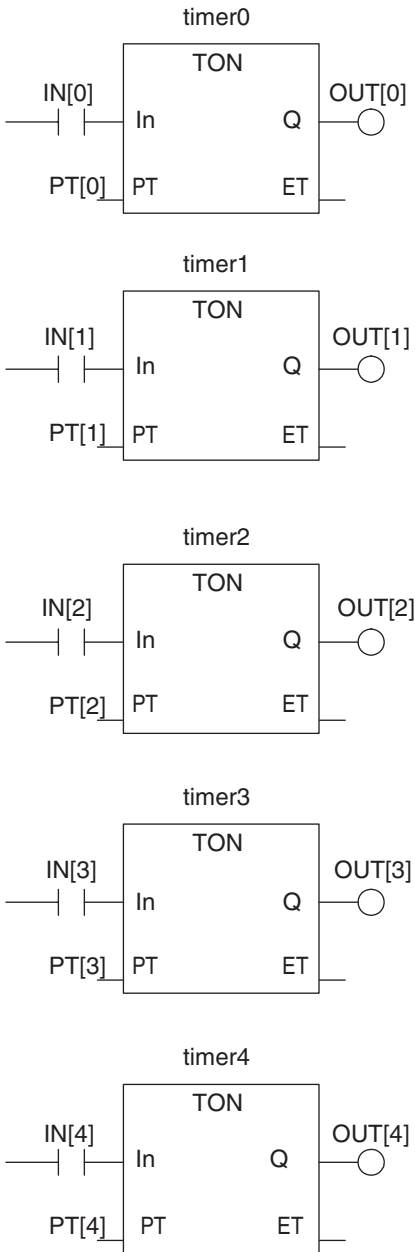 timer0
TON
IN[0]
OUT[0]
In
Q
PT[0]
PT
ET
timer1
TON
IN[1]
OUT[1]
In
Q
PT[1]
PT
ET
timer2
TON
IN[2]
OUT[2]
In
Q
PT[2]
PT
ET
timer3
TON
IN[3]
OUT[3]
In
Q
PT[3]
PT
ET
timer4
TON
IN[4]
OUT[4]
In
Q
PT[4]
PT
ET